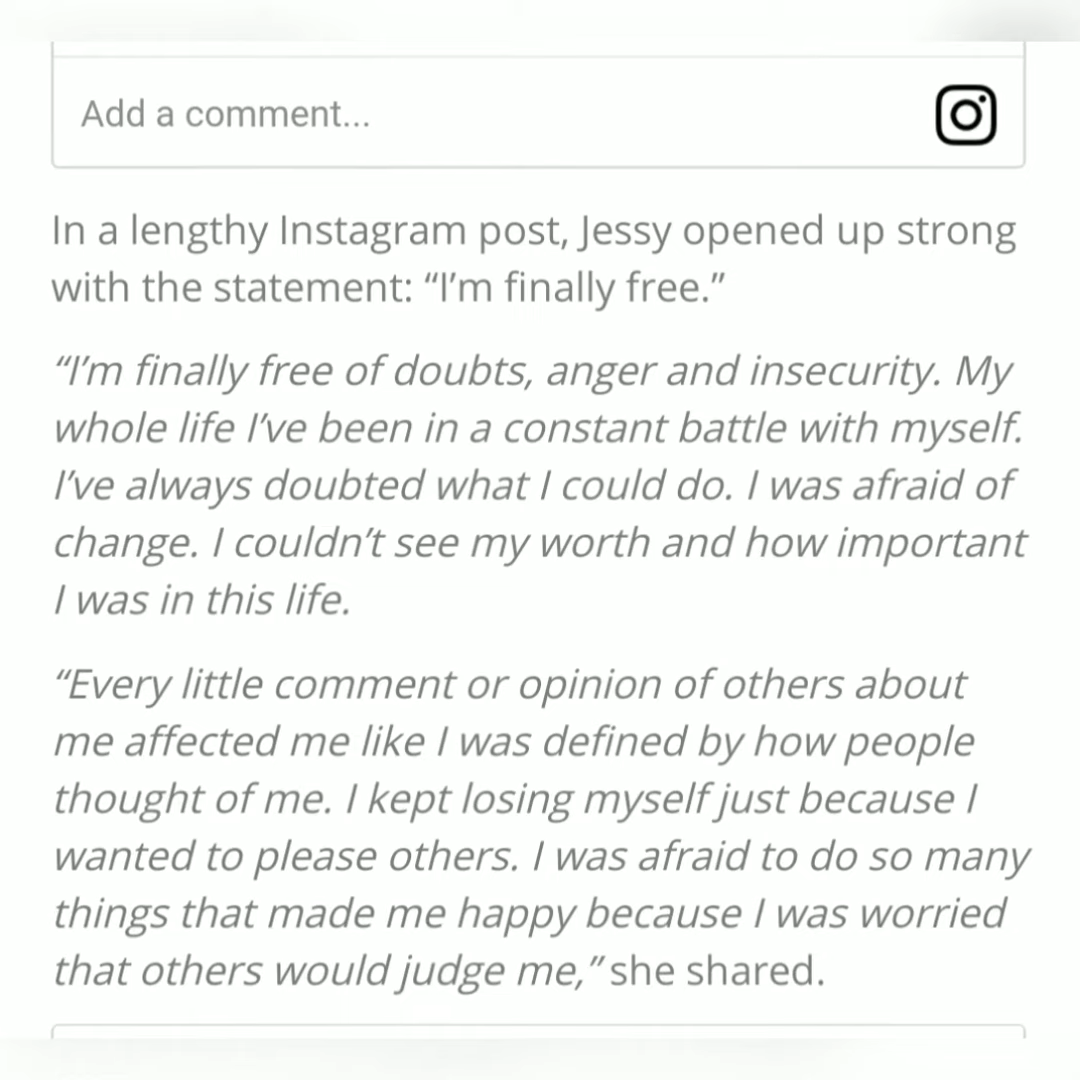 Add a comment...
In a lengthy Instagram post, Jessy opened up strong
with the statement: “I’m finally free.”
“I’m finally free of doubts, anger and insecurity. My
whole life I’ve been in a constant battle with myself.
I’ve always doubted what I could do. I was afraid of
change. I couldn’t see my worth and how important
I was in this life.
“Every little comment or opinion of others about
me affected me like I was defined by how people
thought of me. I kept losing myself just because I
wanted to please others. I was afraid to do so many
things that made me happy because I was worried
that others would judge me,” she shared.